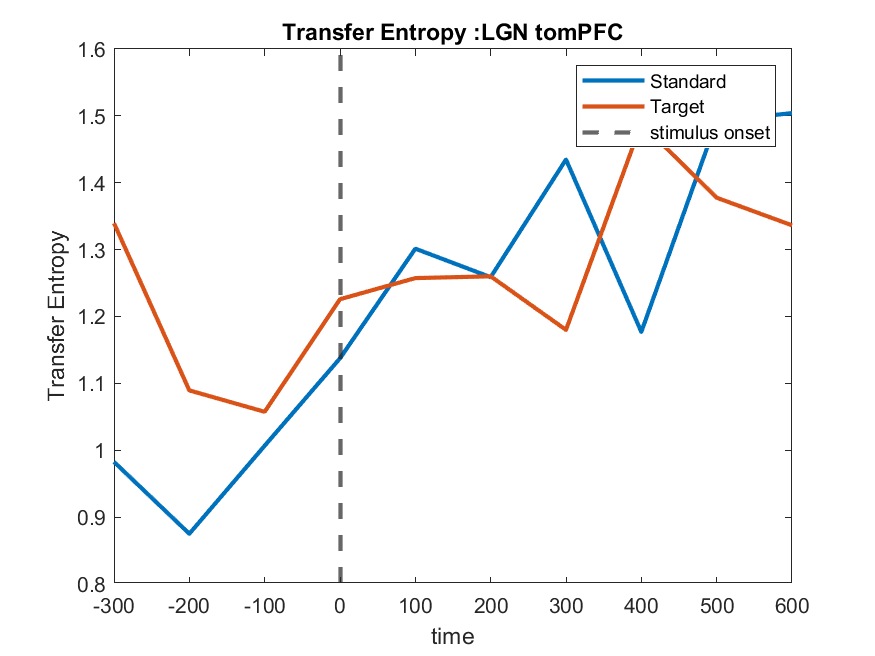 Transfer Entropy :LGN tomPFC
1.6
1.5
1.4
1.3
1.2
1.1
1
0.9
0.8
Transfer Entropy
Standard
Target
stimulus onset
-300 -200 -100 0 100 200 300 400 500 600
time